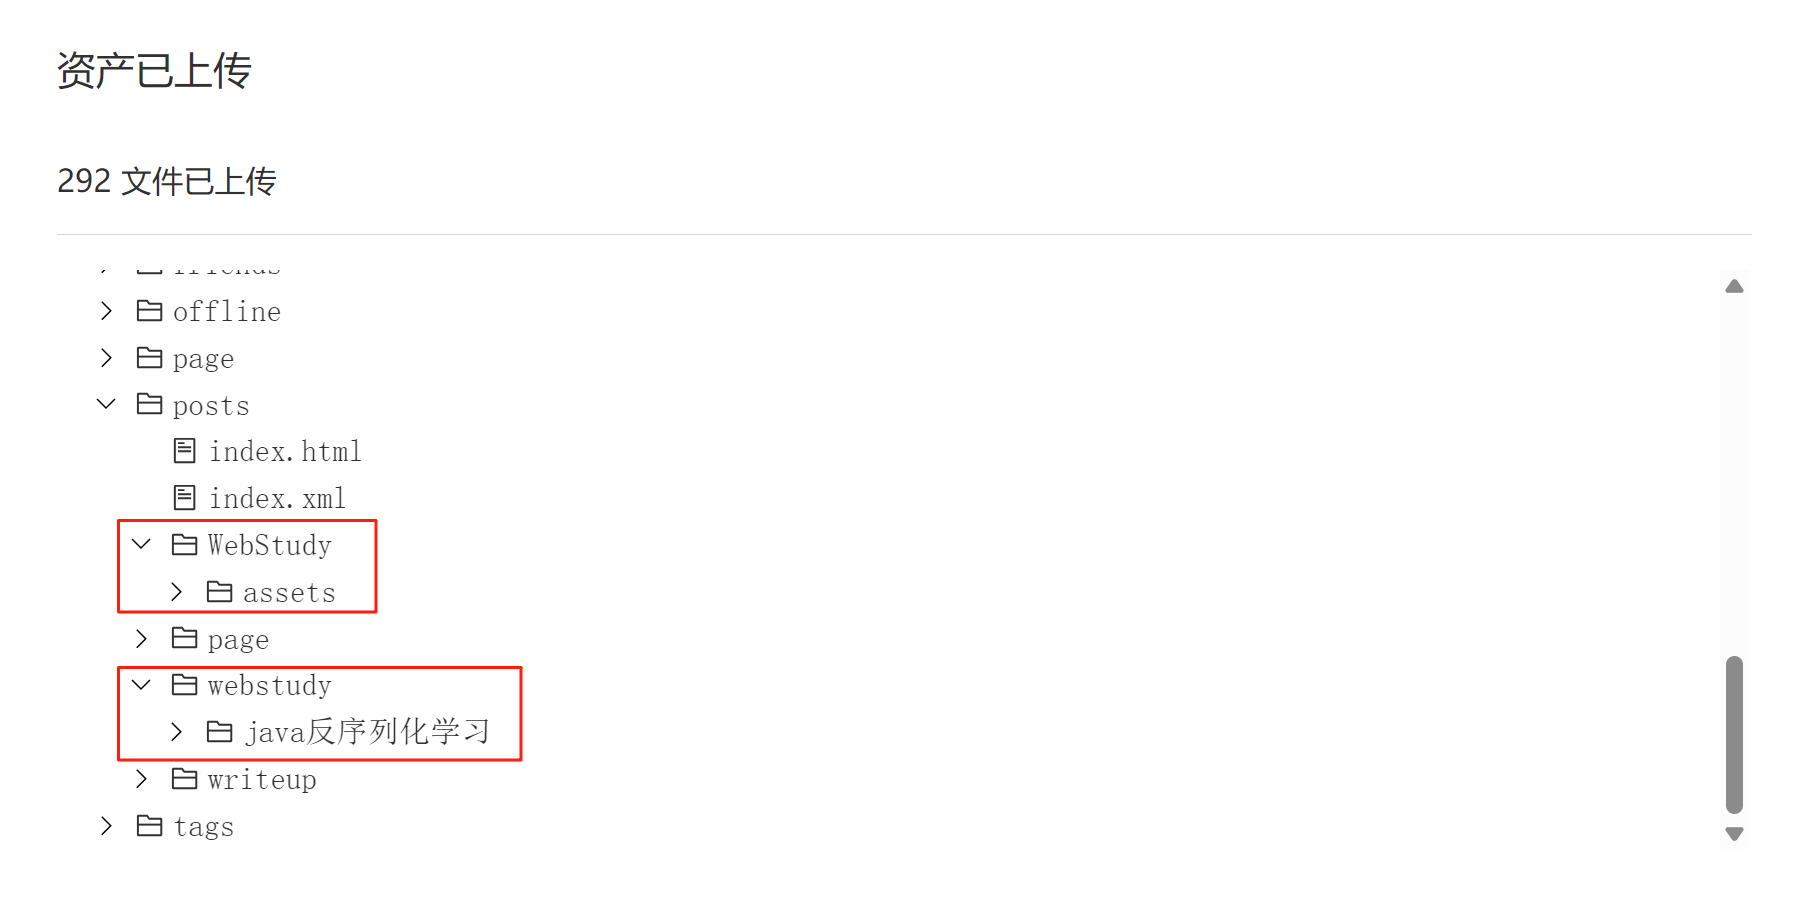 资产已上传
292 文件已上传
offline
page
posts
index.html
index.xml
WebStudy
assets
page
webstudy
java反序列化学习
writeup
tags